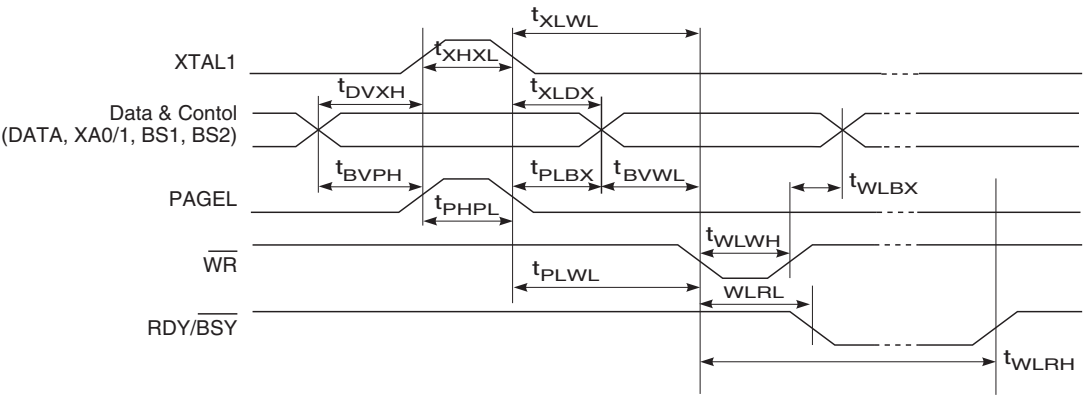 tXLWL
XTAL1
tXHXL
tDVXH
tXLDX
Data & Contol
(DATA, XA0/1, BS1, BS2)
tBVPH
tPLBX
tBVWL
tWLBX
PAGEL
tPHPL
tWLWH
WR
tPLWL
WLRL
RDY/BSY
tWLRH